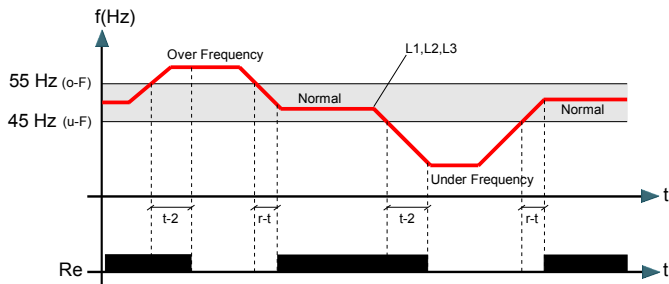 f(Hz)
Over Frequency
L1,L2,L3
55 Hz (o-F)
Normal
Normal
45 Hz (u-F)
Under Frequency
t
t-2
r-t
t-2
r-t
Re
t